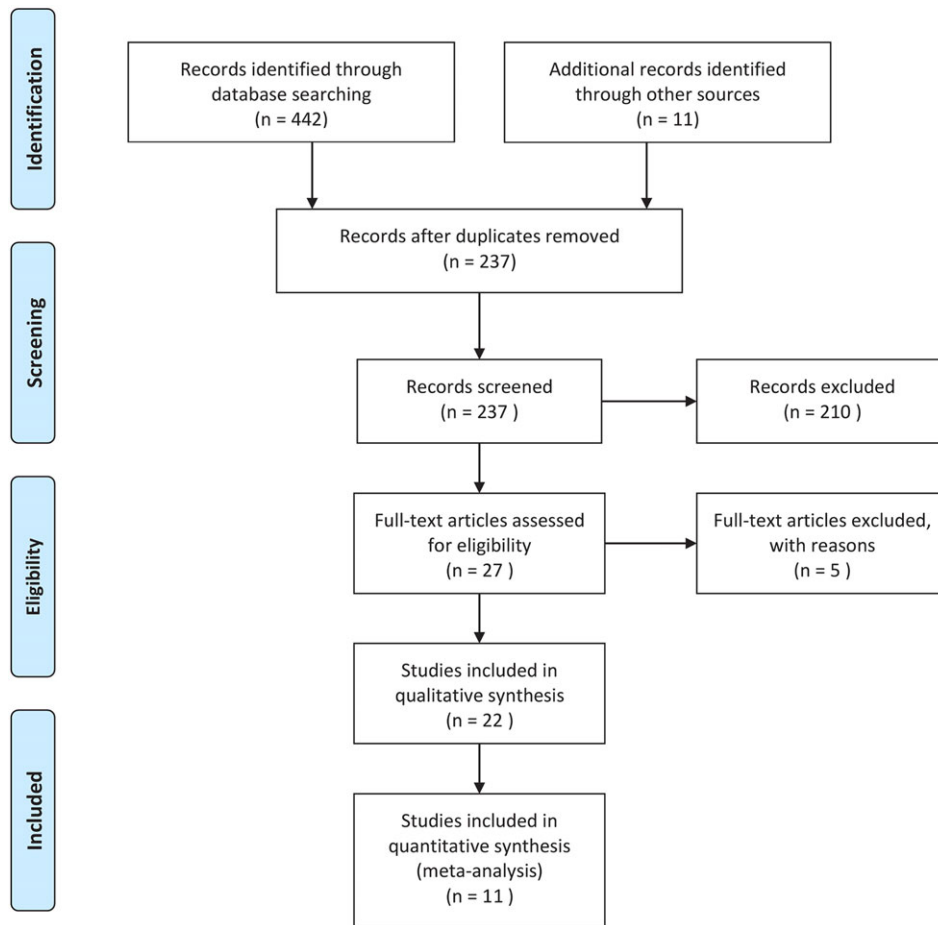 Identification
Records identified through
database searching
(n = 442)
Additional records identified
through other sources
(n = 11)
Records after duplicates removed
(n = 237)
Screening
Records screened
(n = 237 )
Records excluded
(n = 210 )
Eligibility
Full-text articles assessed
for eligibility
(n = 27 )
Full-text articles excluded,
with reasons
(n = 5 )
Studies included in
qualitative synthesis
(n = 22 )
Included
Studies included in
quantitative synthesis
(meta-analysis)
(n = 11 )